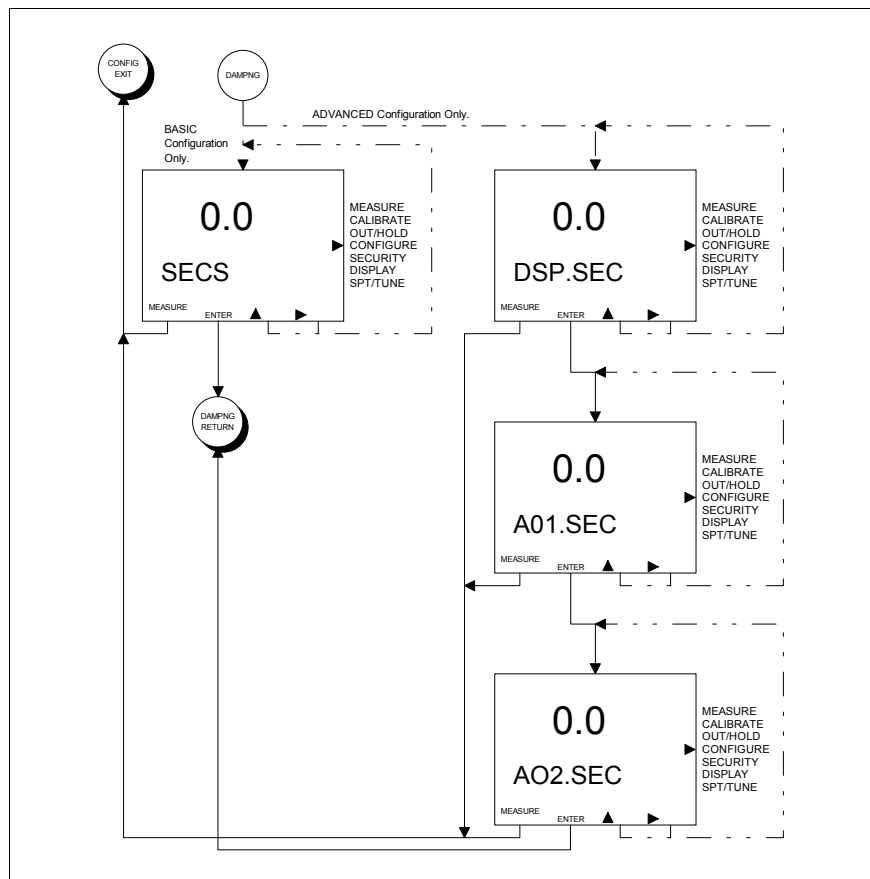 CONFIG
EXIT
DAMPNG
ADVANCED Configuration Only.
BASIC
Configuration
Only.
0.0
SECS
MEASURE
ENTER
MEASURE
CALIBRATE
OUT/HOLD
CONFIGURE
SECURITY
DISPLAY
SPT/TUNE
0.0
DSP.SEC
MEASURE
ENTER
MEASURE
CALIBRATE
OUT/HOLD
CONFIGURE
SECURITY
DISPLAY
SPT/TUNE
DAMPNG
RETURN
0.0
A01.SEC
MEASURE
ENTER
MEASURE
CALIBRATE
OUT/HOLD
CONFIGURE
SECURITY
DISPLAY
SPT/TUNE
0.0
AO2.SEC
MEASURE
ENTER
MEASURE
CALIBRATE
OUT/HOLD
CONFIGURE
SECURITY
DISPLAY
SPT/TUNE